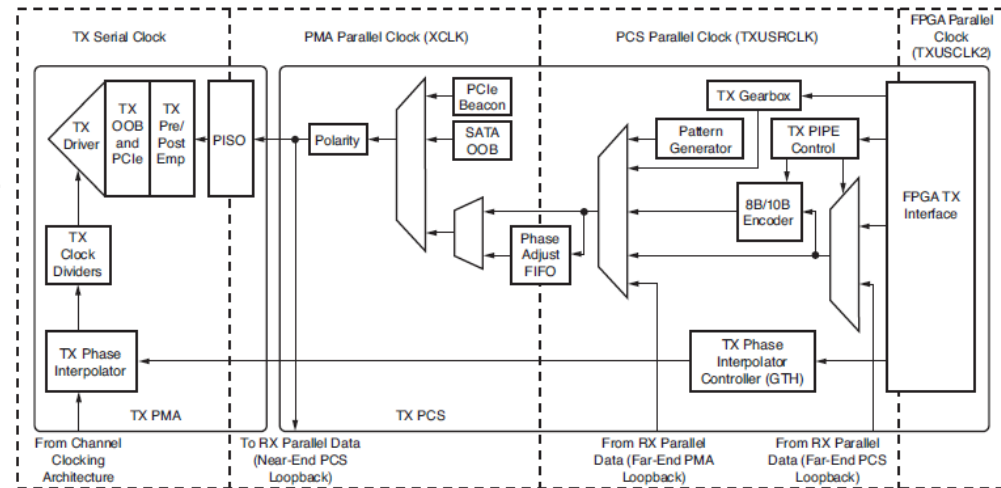 TX Serial Clock
PMA Parallel Clock (XCLK)
PCS Parallel Clock (TXUSRCLK)
FPGA Parallel
Clock
(TXUSCLK2)
TX
Driver
TX
OOB
and
PCIe
TX
Pre/
Post
Emp
PISO
Polarity
PCIe
Beacon
SATA
OOB
TX Gearbox
Pattern
Generator
TX PIPE
Control
8B/10B
Encoder
FPGA TX
Interface
TX
Clock
Dividers
Phase
Adjust
FIFO
TX Phase
Interpolator
TX Phase
Interpolator
Controller (GTH)
TX PMA
TX PCS
From Channel
Clocking
Architecture
To RX Parallel Data
(Near-End PCS
Loopback)
From RX Parallel
Data (Far-End PMA
Loopback)
From RX Parallel
Data (Far-End PCS
Loopback)